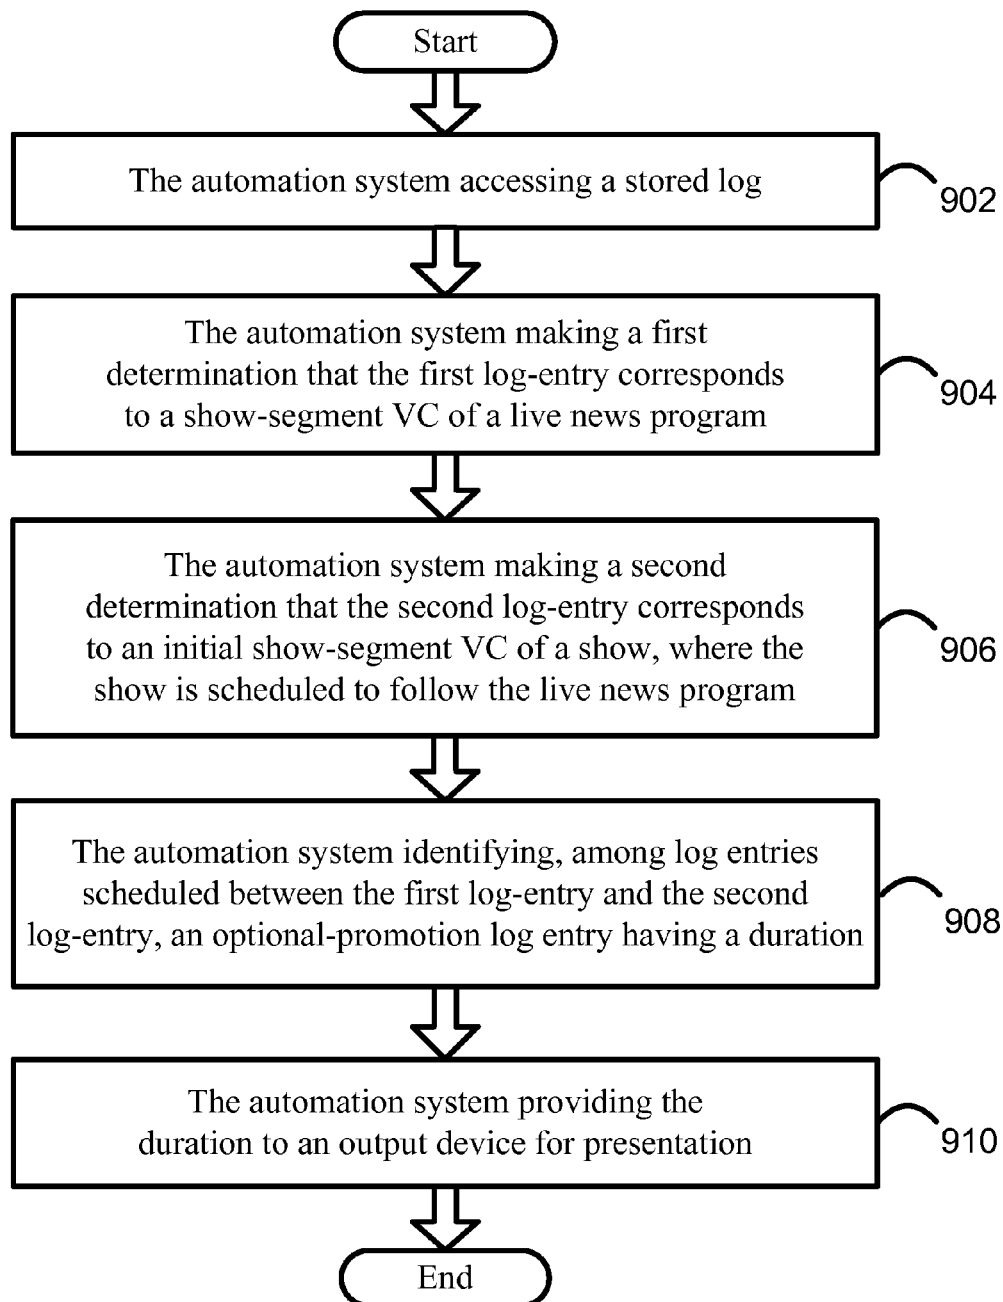 Start
The automation system accessing a stored log
902
The automation system making a first
determination that the first log-entry corresponds
to a show-segment VC of a live news program
904
The automation system making a second
determination that the second log-entry corresponds
to an initial show-segment VC of a show, where the
show is scheduled to follow the live news program
906
The automation system identifying, among log entries
scheduled between the first log-entry and the second
log-entry, an optional-promotion log entry having a duration
908
The automation system providing the
duration to an output device for presentation
910
End